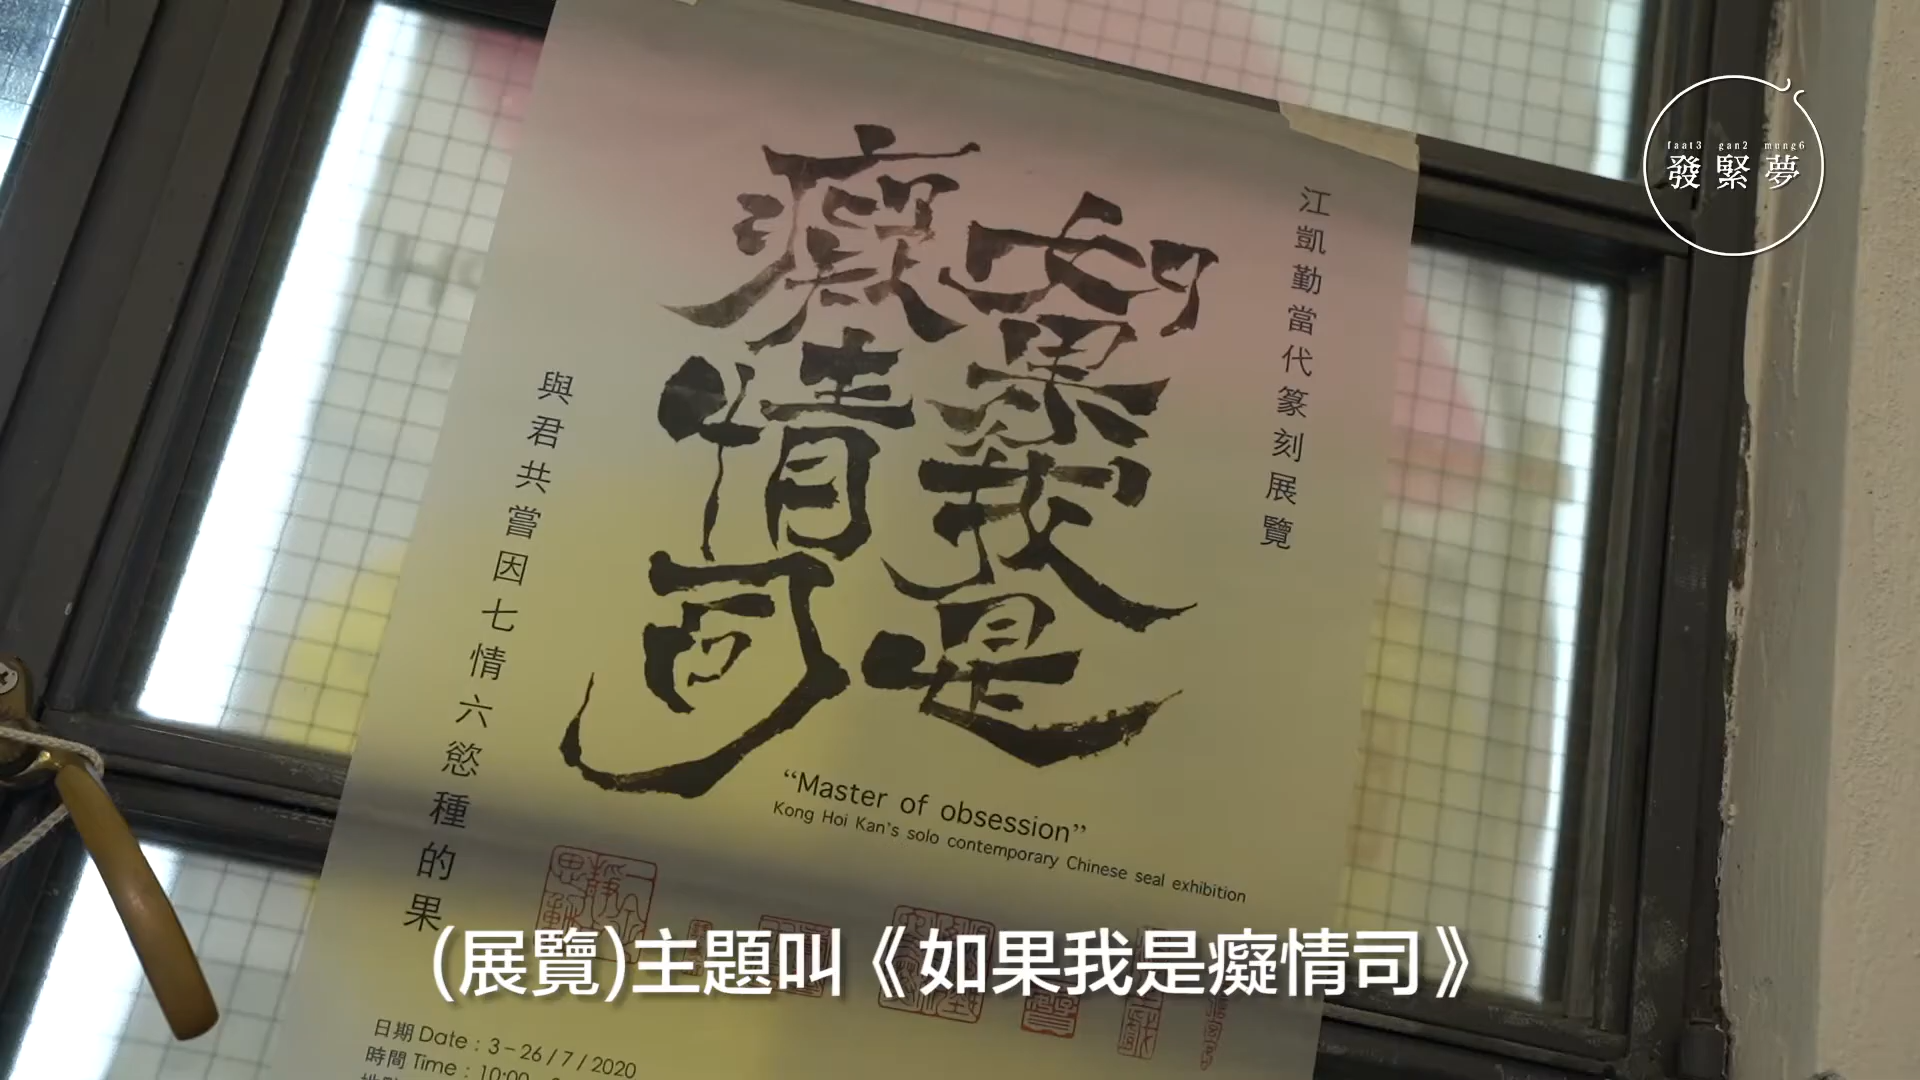 faat3 gan2 mung6
發緊夢
江凱勤當代篆刻展覽
如果我是
癡情司
與君共嘗因七情六慾種的果
“Master of obsession”
Kong Hoi Kan's solo contemporary Chinese seal exhibition
(展覽)主題叫《如果我是癡情司》
日期 Date : 3 – 26 / 7 / 2020
時間 Time : 10:00